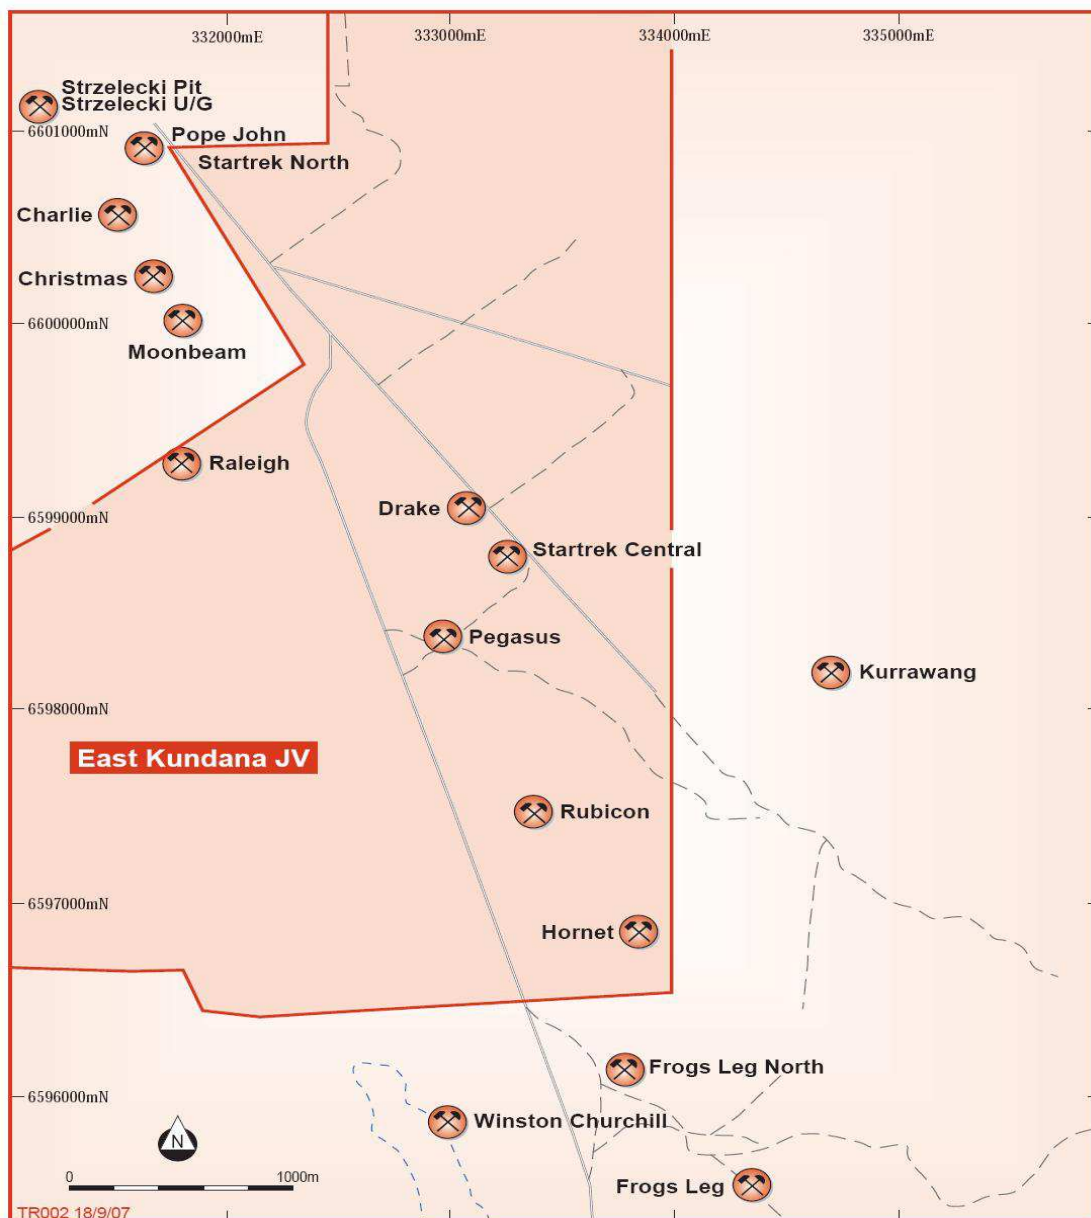 332000mE
333000mE
334000mE
335000mE
Strzelecki Pit
Strzelecki U/G
6601000mN
Pope John
Startrek North
Charlie
Christmas
6600000mN
Moonbeam
Raleigh
Drake
6599000mN
Startrek Central
Pegasus
Kurrawang
6598000mN
East Kundana JV
Rubicon
6597000mN
Hornet
Frogs Leg North
6596000mN
Winston Churchill
N
0
1000m
Frogs Leg
TR002 18/9/07